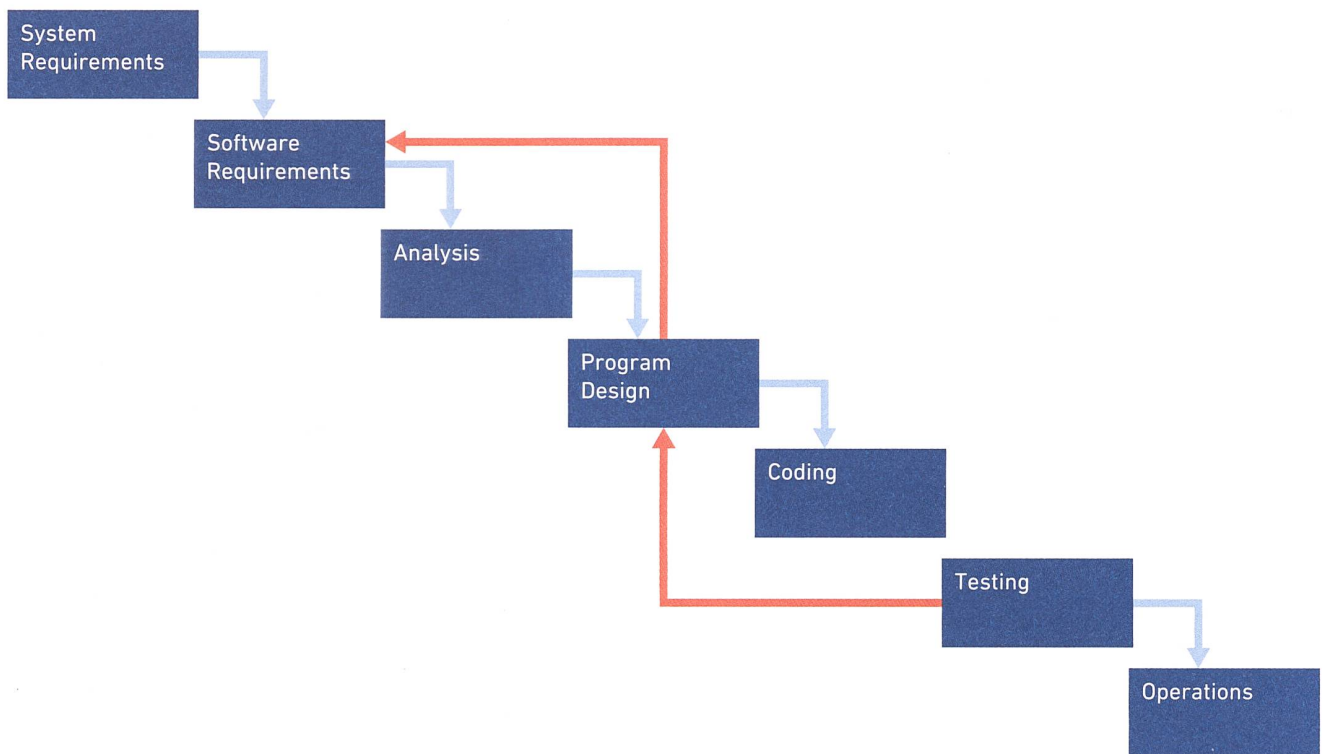 System
Requirements
Software
Requirements
Analysis
Program
Design
Coding
Testing
Operations